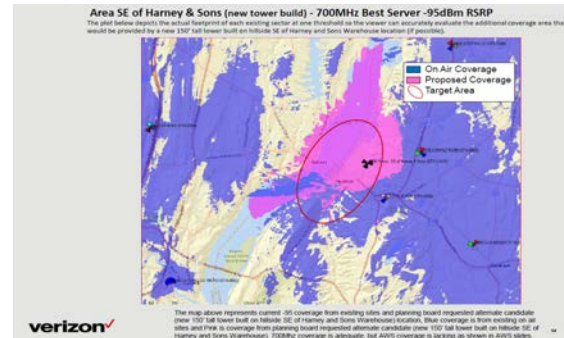 Area SE of Harney & Sons (new tower build) - 700MHz Best Server -95dBm RSRP
The plot below depicts the actual footprint of each existing sector at one threshold so the viewer can accurately evaluate the additional coverage area that
would be provided by a new 150' tall tower built on hillside SE of Harney and Sons Warehouse location (if possible).
On Air Coverage
Proposed Coverage
Target Area
The map above represents current -95 coverage from existing sites and planning board requested alternate candidate
(new 150' tall tower built on hillside SE of Harney and Sons Warehouse) location, Blue coverage is from existing on air
sites and Pink is coverage from planning board requested alternate candidate (new 150' tall tower built on hillside SE of
Harney and Sons Warehouse). 700MHz coverage is adequate, but AWS coverage is lacking as shown in AWS slides.
verizon